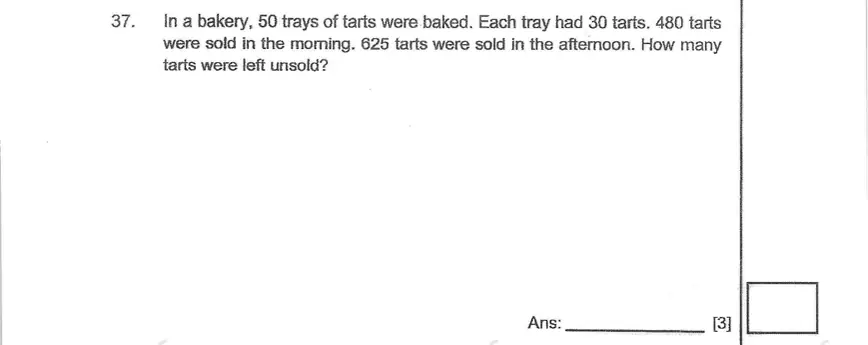 37. In a bakery, 50 trays of tarts were baked. Each tray had 30 tarts. 480 tarts
were sold in the morning. 625 tarts were sold in the afternoon. How many
tarts were left unsold?
Ans: ______________ [3]